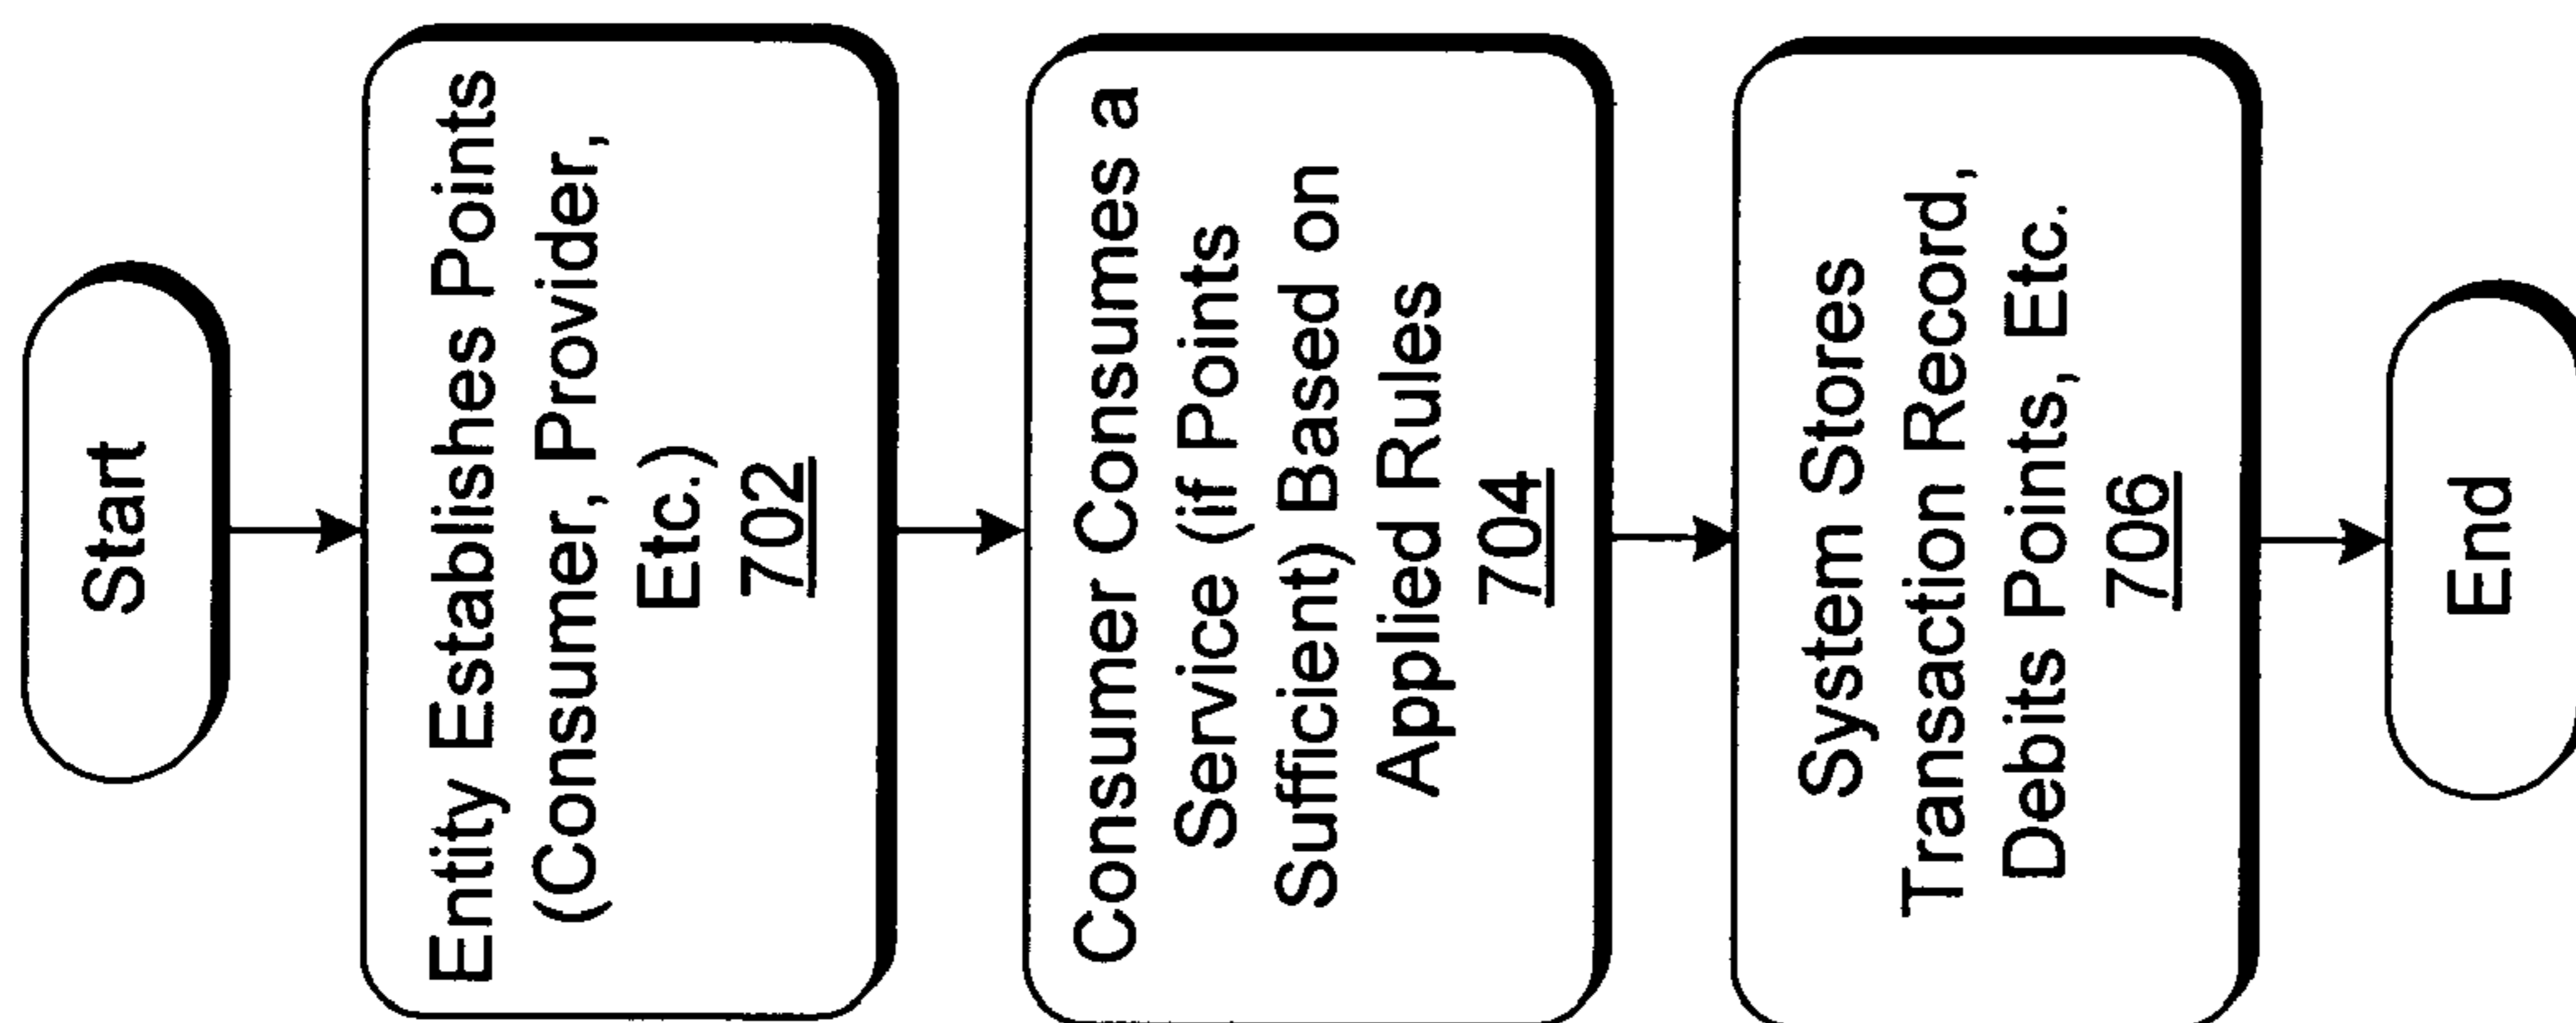 Start
Entity Establishes Points
(Consumer, Provider,
Etc.)
702
Consumer Consumes a
Service (if Points
Sufficient) Based on
Applied Rules
704
System Stores
Transaction Record,
Debits Points, Etc.
706
End